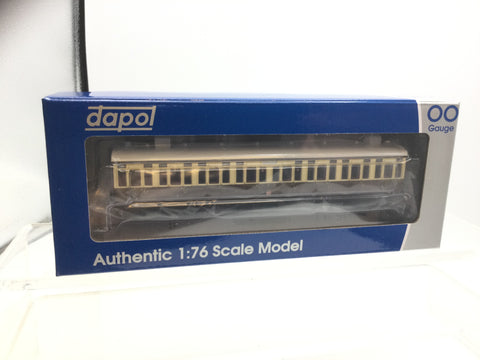 dapol
OO
Gauge
Authentic 1:76 Scale Model